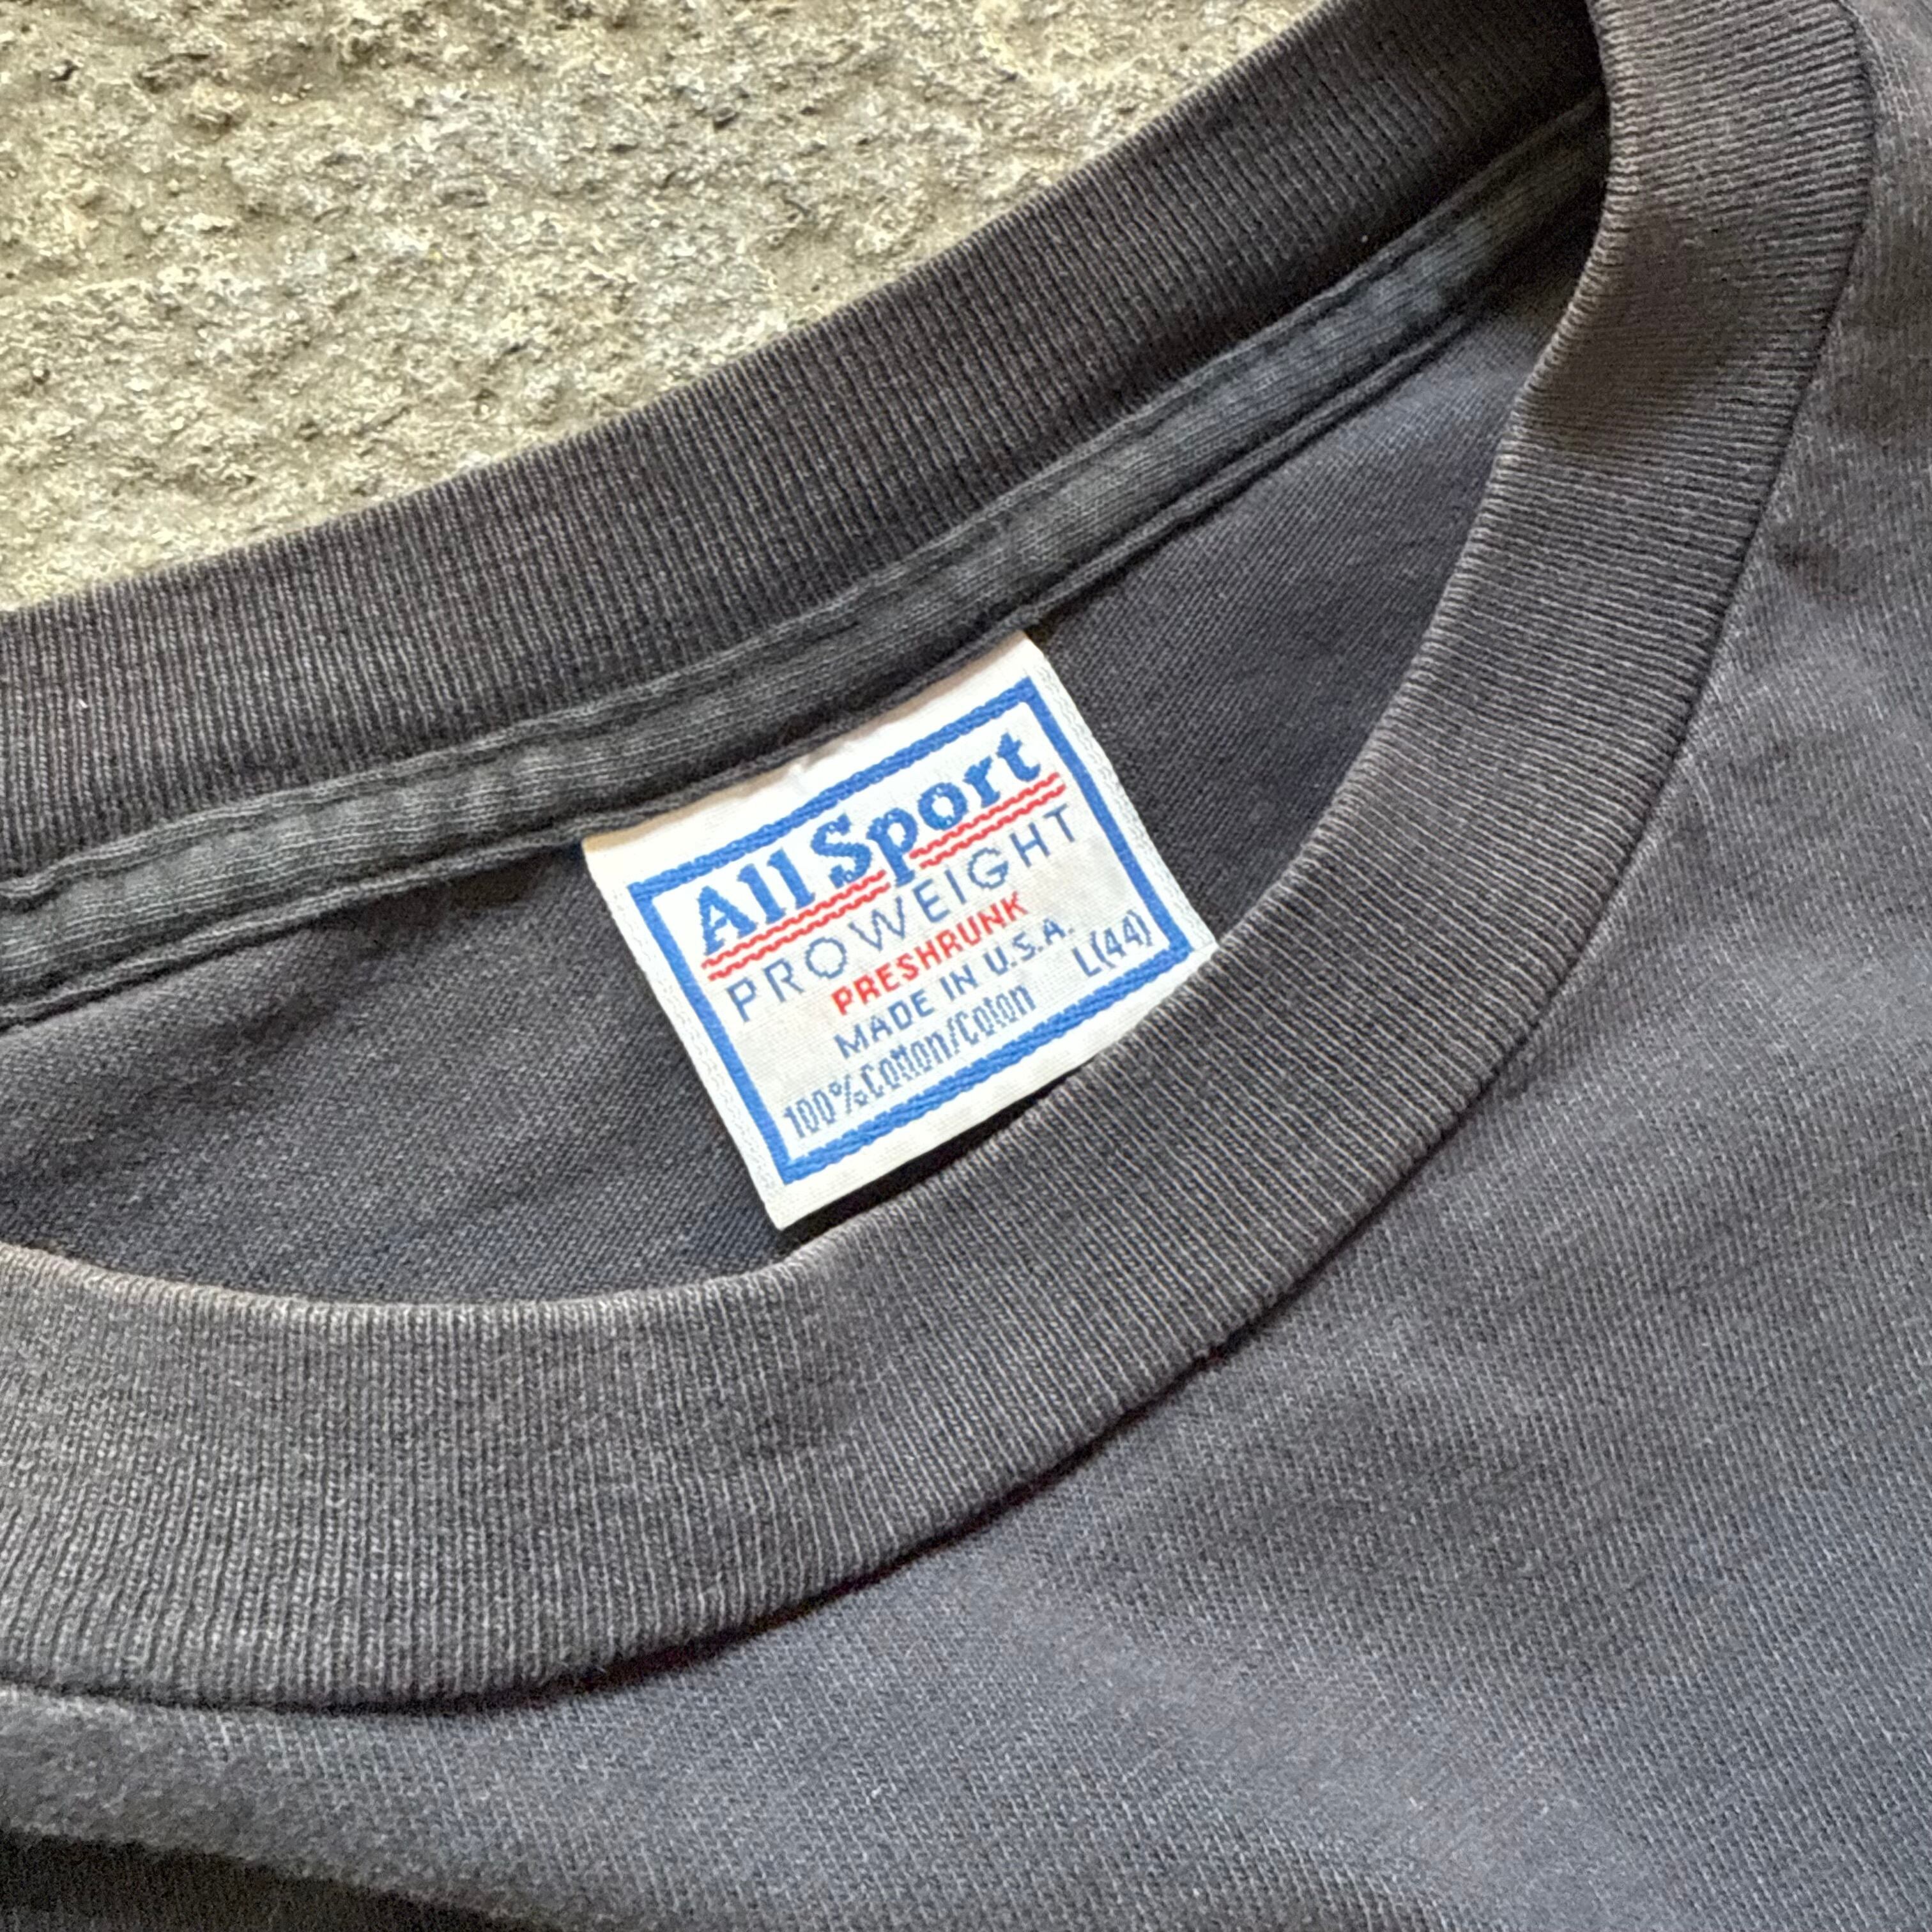 All Sport
PROWEIGHT
PRESHRUNK
MADE IN U.S.A.
L(44)
100%Cotton/Coton